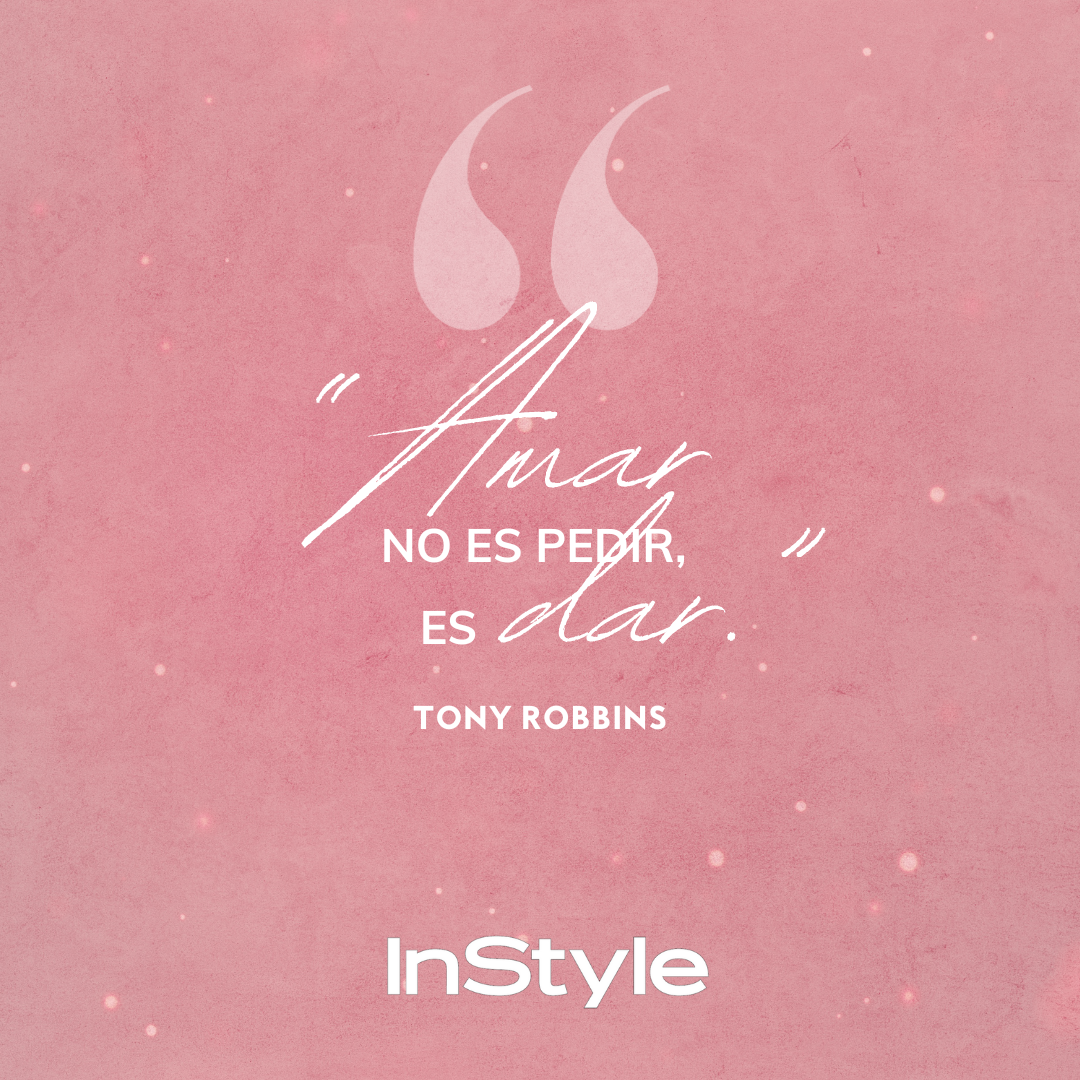 “
" Amar
NO ES PEDIR, "
ES dar.
TONY ROBBINS
InStyle